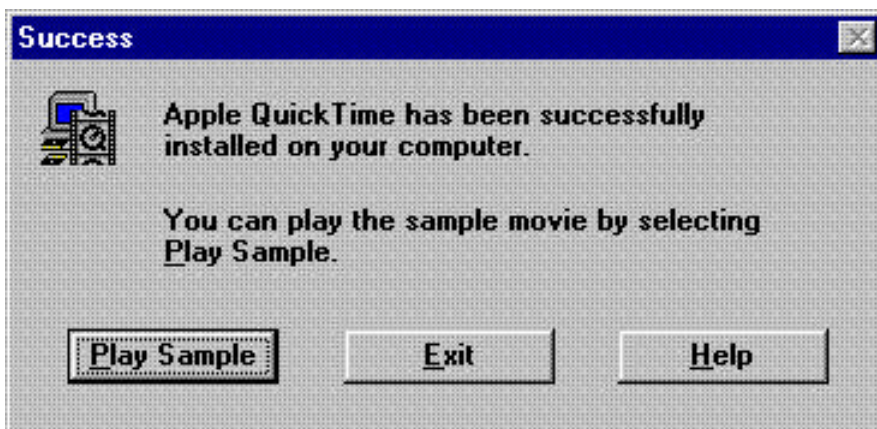 Success
Apple QuickTime has been successfully
installed on your computer.
You can play the sample movie by selecting
Play Sample.
Play Sample
Exit
Help